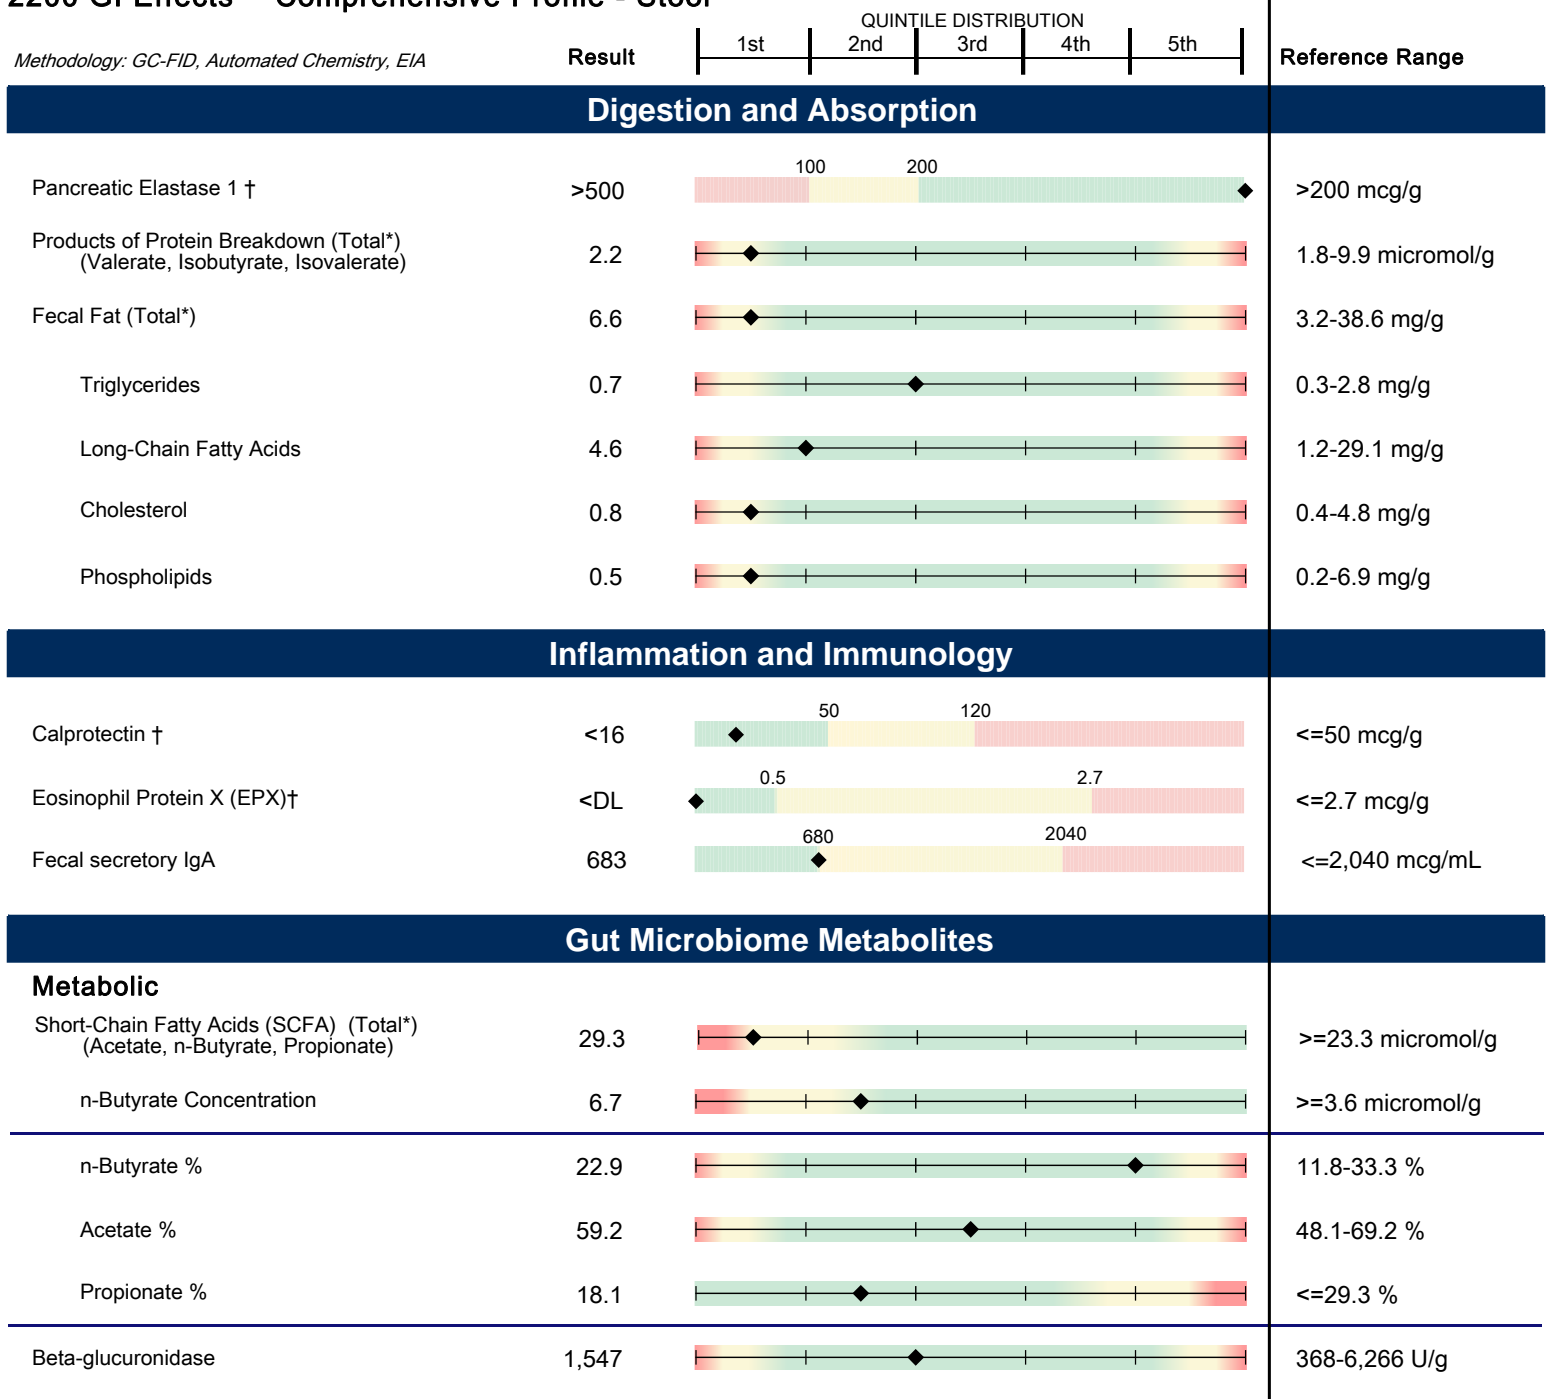 2200 GI Effects Comprehensive Profile - Stool
QUINTILE DISTRIBUTION
Methodology: GC-FID, Automated Chemistry, EIA Result 1st 2nd 3rd 4th 5th Reference Range
Digestion and Absorption
100 200
Pancreatic Elastase 1 † >500 >200 mcg/g
Products of Protein Breakdown (Total*)
(Valerate, Isobutyrate, Isovalerate) 2.2 1.8-9.9 micromol/g
Fecal Fat (Total*) 6.6 3.2-38.6 mg/g
Triglycerides 0.7 0.3-2.8 mg/g
Long-Chain Fatty Acids 4.6 1.2-29.1 mg/g
Cholesterol 0.8 0.4-4.8 mg/g
Phospholipids 0.5 0.2-6.9 mg/g
Inflammation and Immunology
50 120
Calprotectin † <16 <=50 mcg/g
0.5 2.7
Eosinophil Protein X (EPX)† <DL <=2.7 mcg/g
680 2040
Fecal secretory IgA 683 <=2,040 mcg/mL
Gut Microbiome Metabolites
Metabolic
Short-Chain Fatty Acids (SCFA) (Total*)
(Acetate, n-Butyrate, Propionate) 29.3 >=23.3 micromol/g
n-Butyrate Concentration 6.7 >=3.6 micromol/g
n-Butyrate % 22.9 11.8-33.3 %
Acetate % 59.2 48.1-69.2 %
Propionate % 18.1 <=29.3 %
Beta-glucuronidase 1,547 368-6,266 U/g